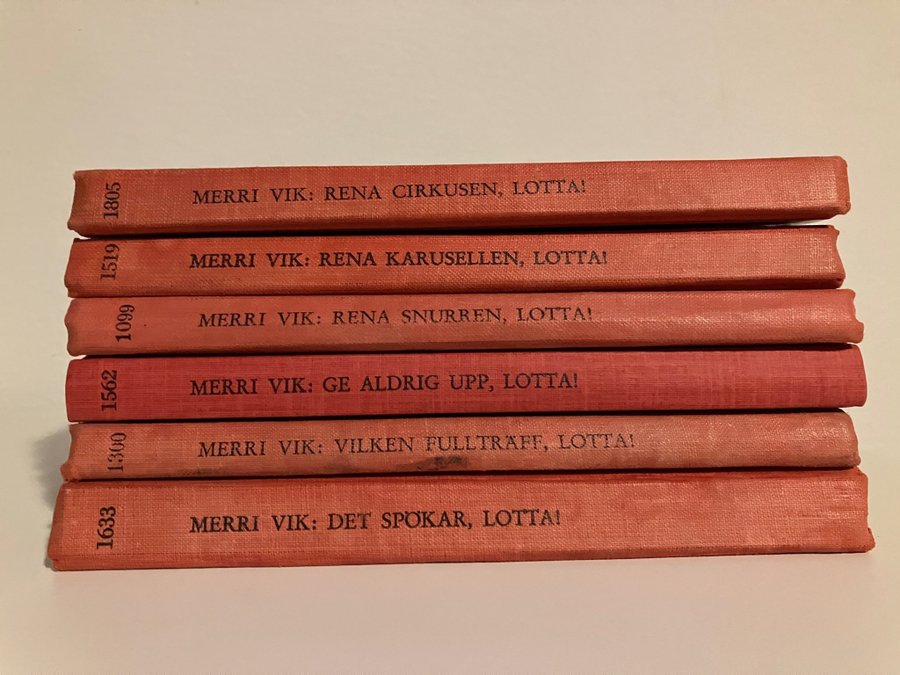 1805 MERRI VIK: RENA CIRKUSEN, LOTTA!
1519 MERRI VIK: RENA KARUSELLEN, LOTTA!
1099 MERRI VIK: RENA SNURREN, LOTTA!
1562 MERRI VIK: GE ALDRIG UPP, LOTTA!
1300 MERRI VIK: VILKEN FULLTRÄFF, LOTTA!
1633 MERRI VIK: DET SPÖKAR, LOTTA!